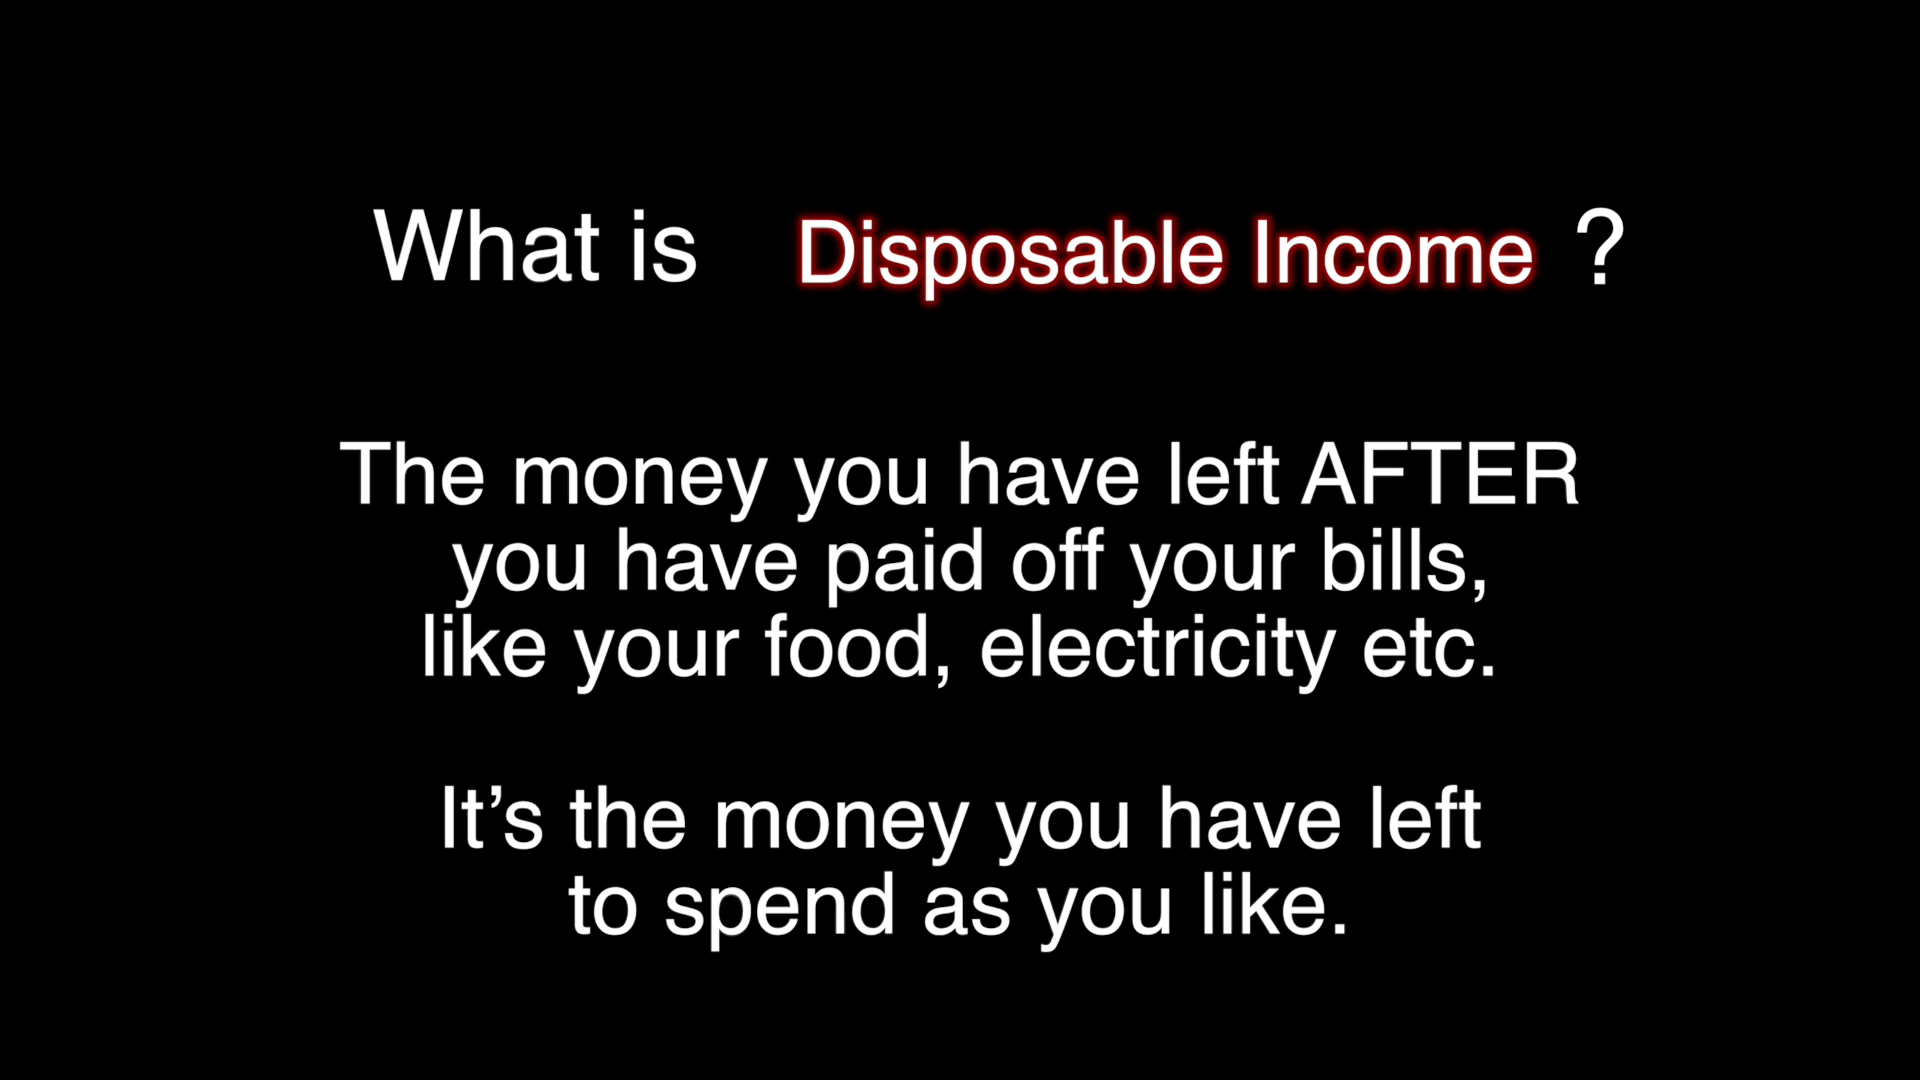 What is Disposable Income ?
The money you have left AFTER
you have paid off your bills,
like your food, electricity etc.
It’s the money you have left
to spend as you like.